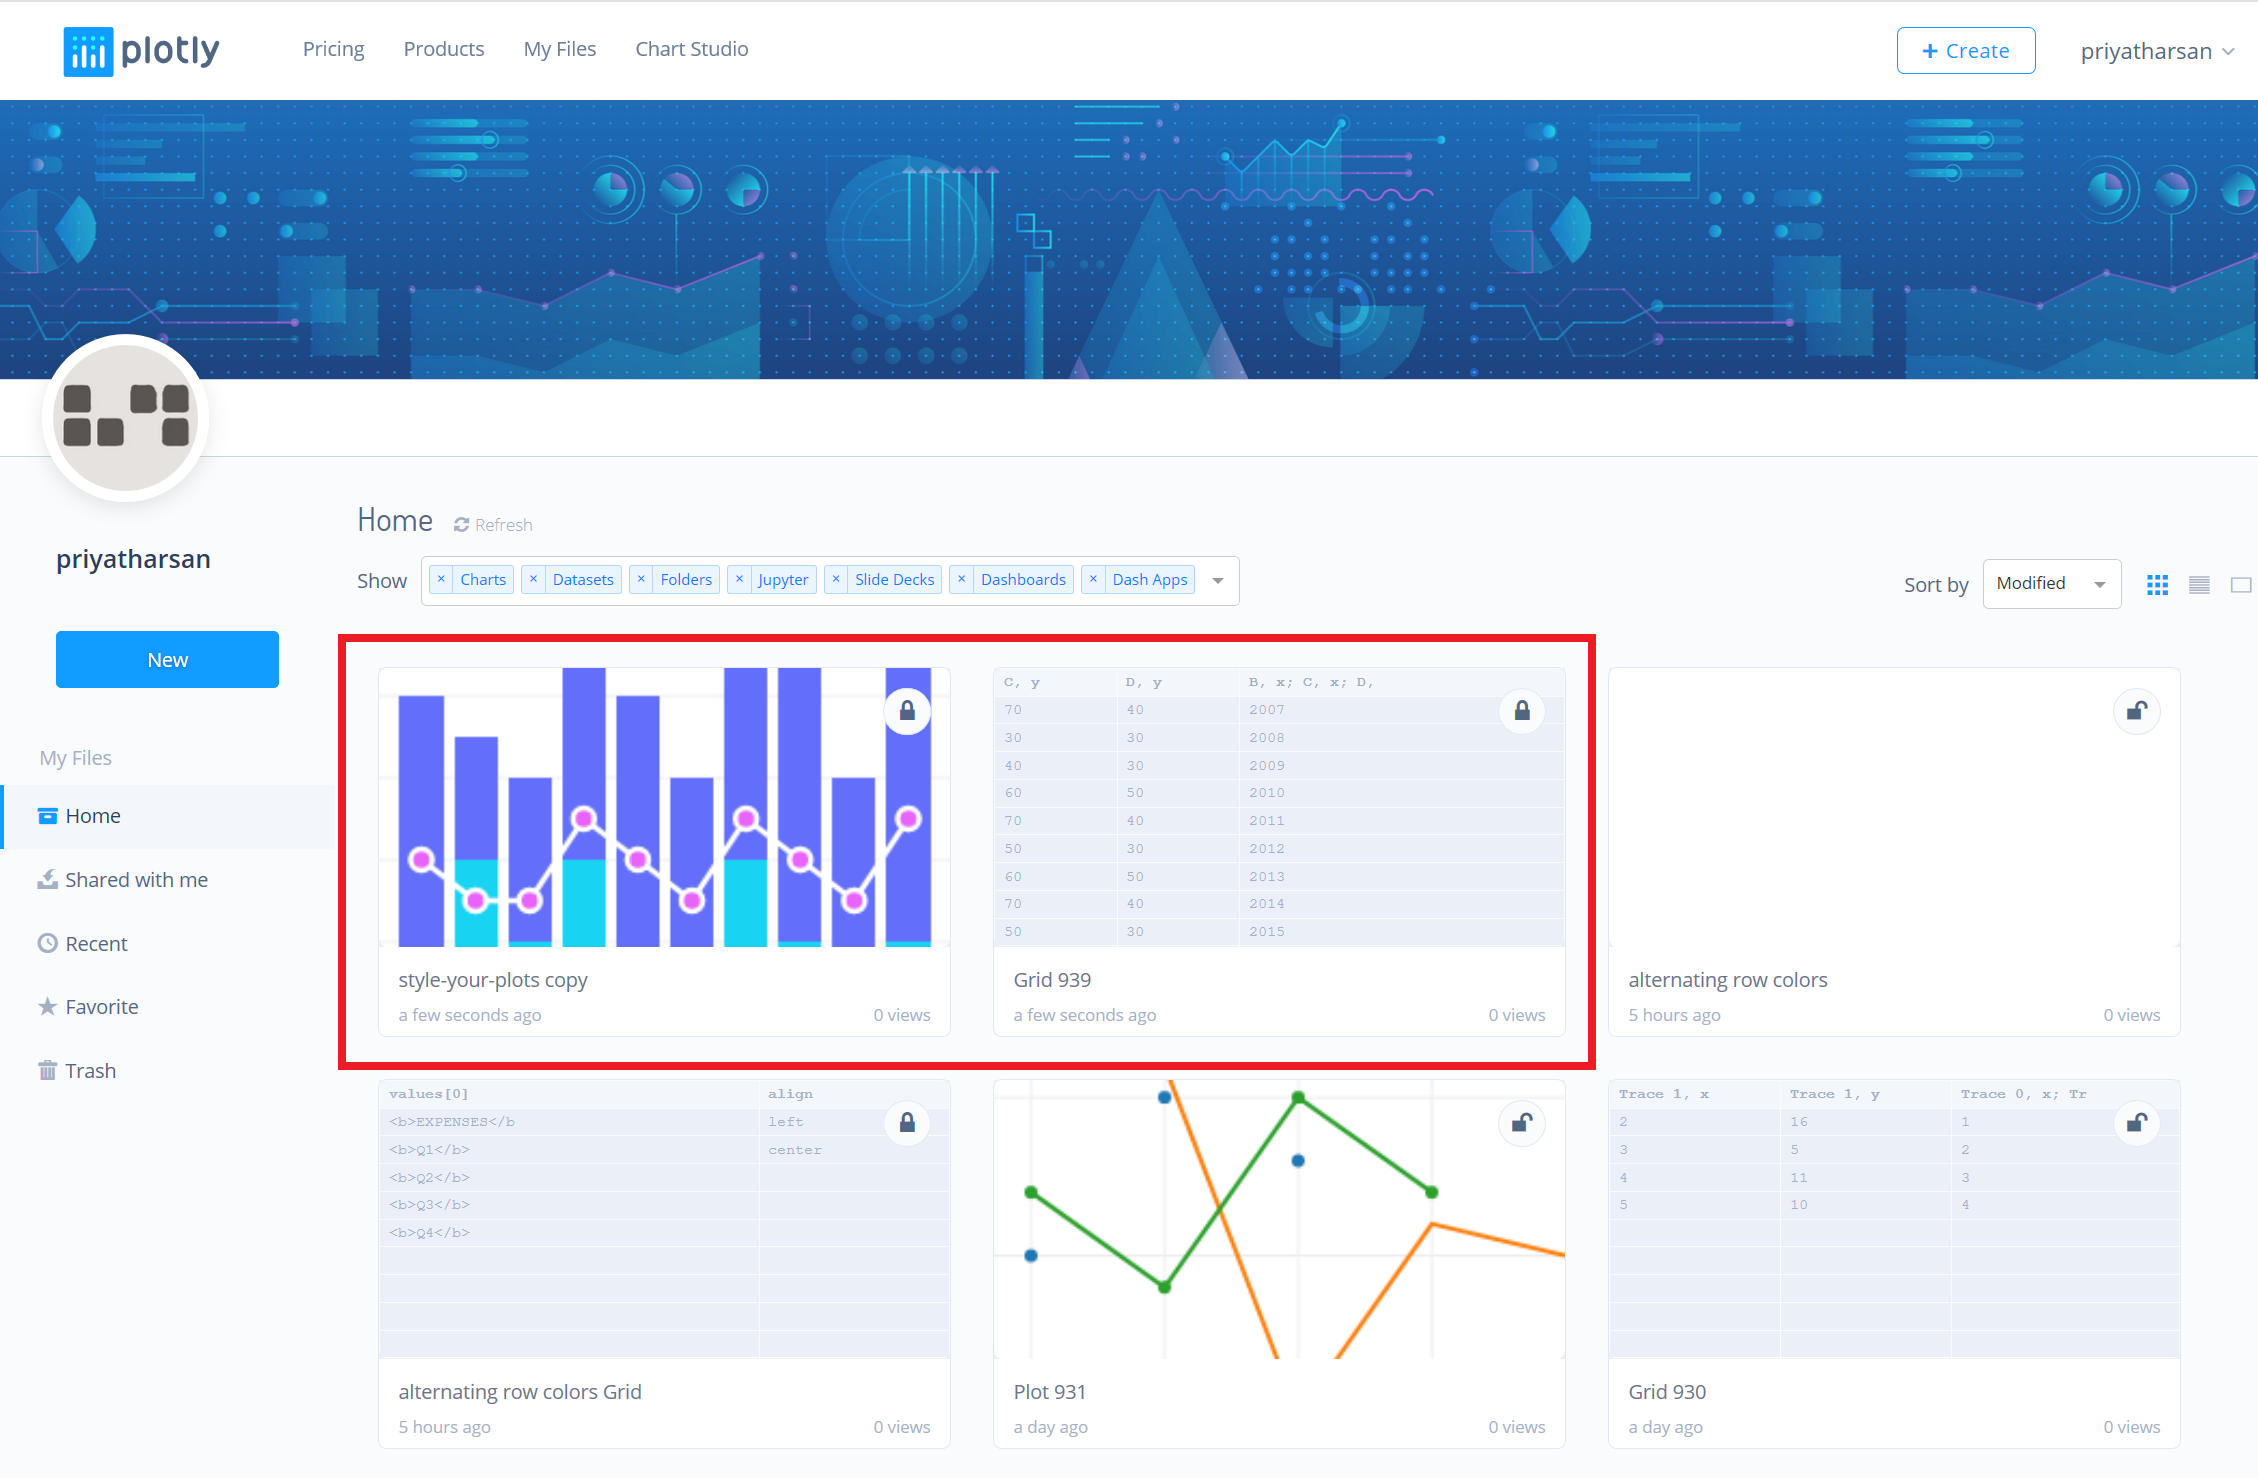 plotly Pricing Products My Files Chart Studio + Create priyatharsan
priyatharsan
New
My Files
Home
Shared with me
Recent
Favorite
Trash
Home Refresh
Show × Charts × Datasets × Folders × Jupyter × Slide Decks × Dashboards × Dash Apps
Sort by Modified
style-your-plots copy
a few seconds ago 0 views
C, y D, y B, x; C, x; D,
70 40 2007
30 30 2008
40 30 2009
60 50 2010
70 40 2011
50 30 2012
60 50 2013
70 40 2014
50 30 2015
Grid 939
a few seconds ago 0 views
alternating row colors
5 hours ago 0 views
values[0] align
<b>EXPENSES</b left
<b>Q1</b> center
<b>Q2</b>
<b>Q3</b>
<b>Q4</b>
alternating row colors Grid
5 hours ago 0 views
Plot 931
a day ago 0 views
Trace 1, x Trace 1, y Trace 0, x; Tr
2 16 1
3 5 2
4 11 3
5 10 4
Grid 930
a day ago 0 views